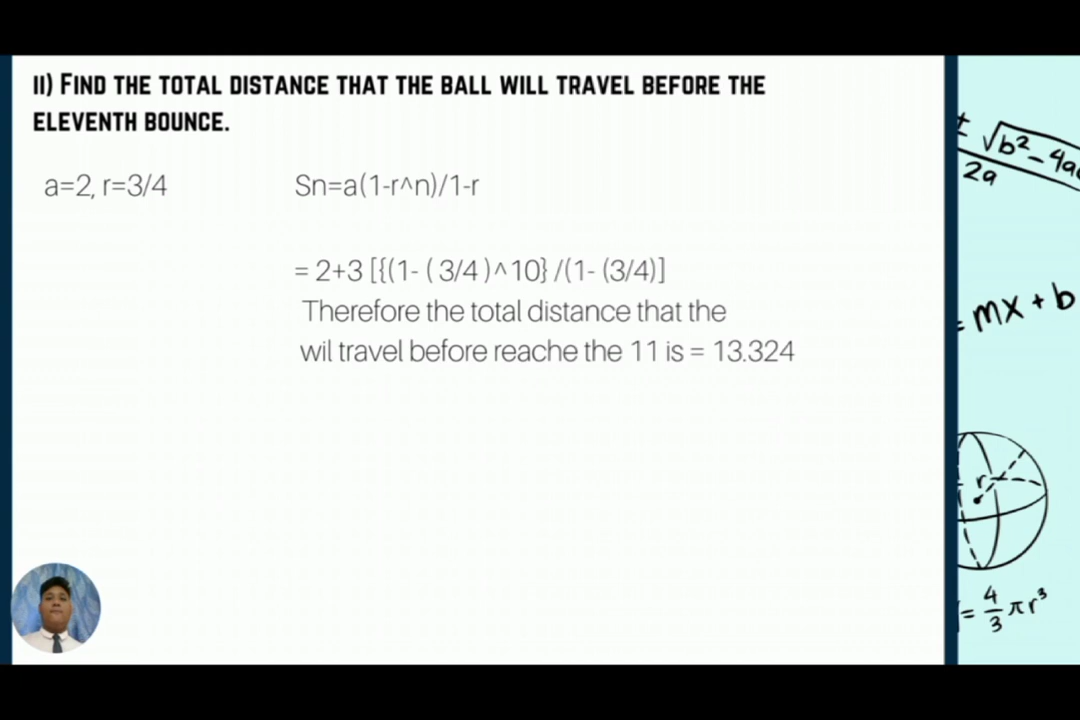 II) FIND THE TOTAL DISTANCE THAT THE BALL WILL TRAVEL BEFORE THE
ELEVENTH BOUNCE.
a=2, r=3/4
Sn=a(1-r^n)/1-r
= 2+3 [{(1- ( 3/4 )^10} /(1- (3/4)]
Therefore the total distance that the
wil travel before reache the 11 is = 13.324
± √b²-4a
2a
= mx + b
r
= 4/3 πr³